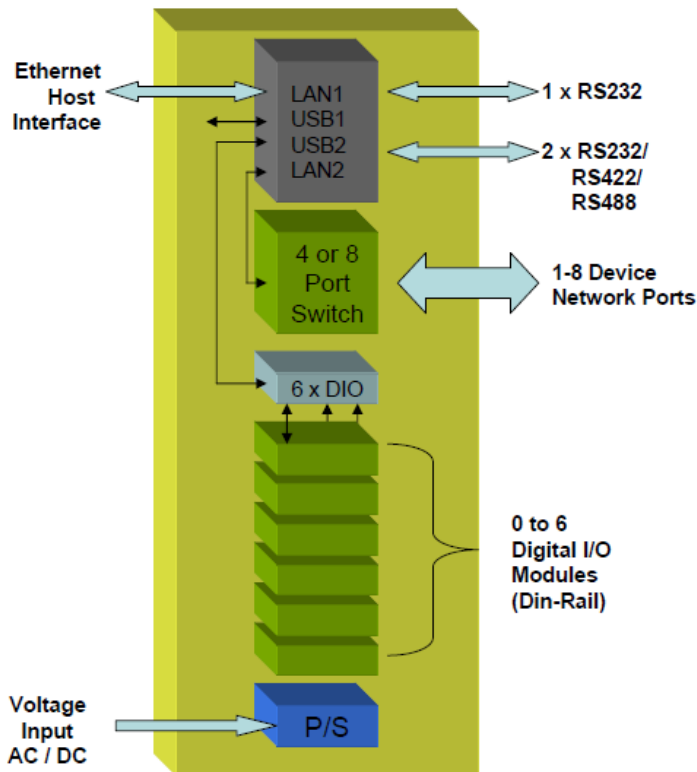 Ethernet
Host
Interface
LAN1
USB1
USB2
LAN2
1 x RS232
2 x RS232/
RS422/
RS488
4 or 8
Port
Switch
1-8 Device
Network Ports
6 x DIO
0 to 6
Digital I/O
Modules
(Din-Rail)
Voltage
Input
AC / DC
P/S